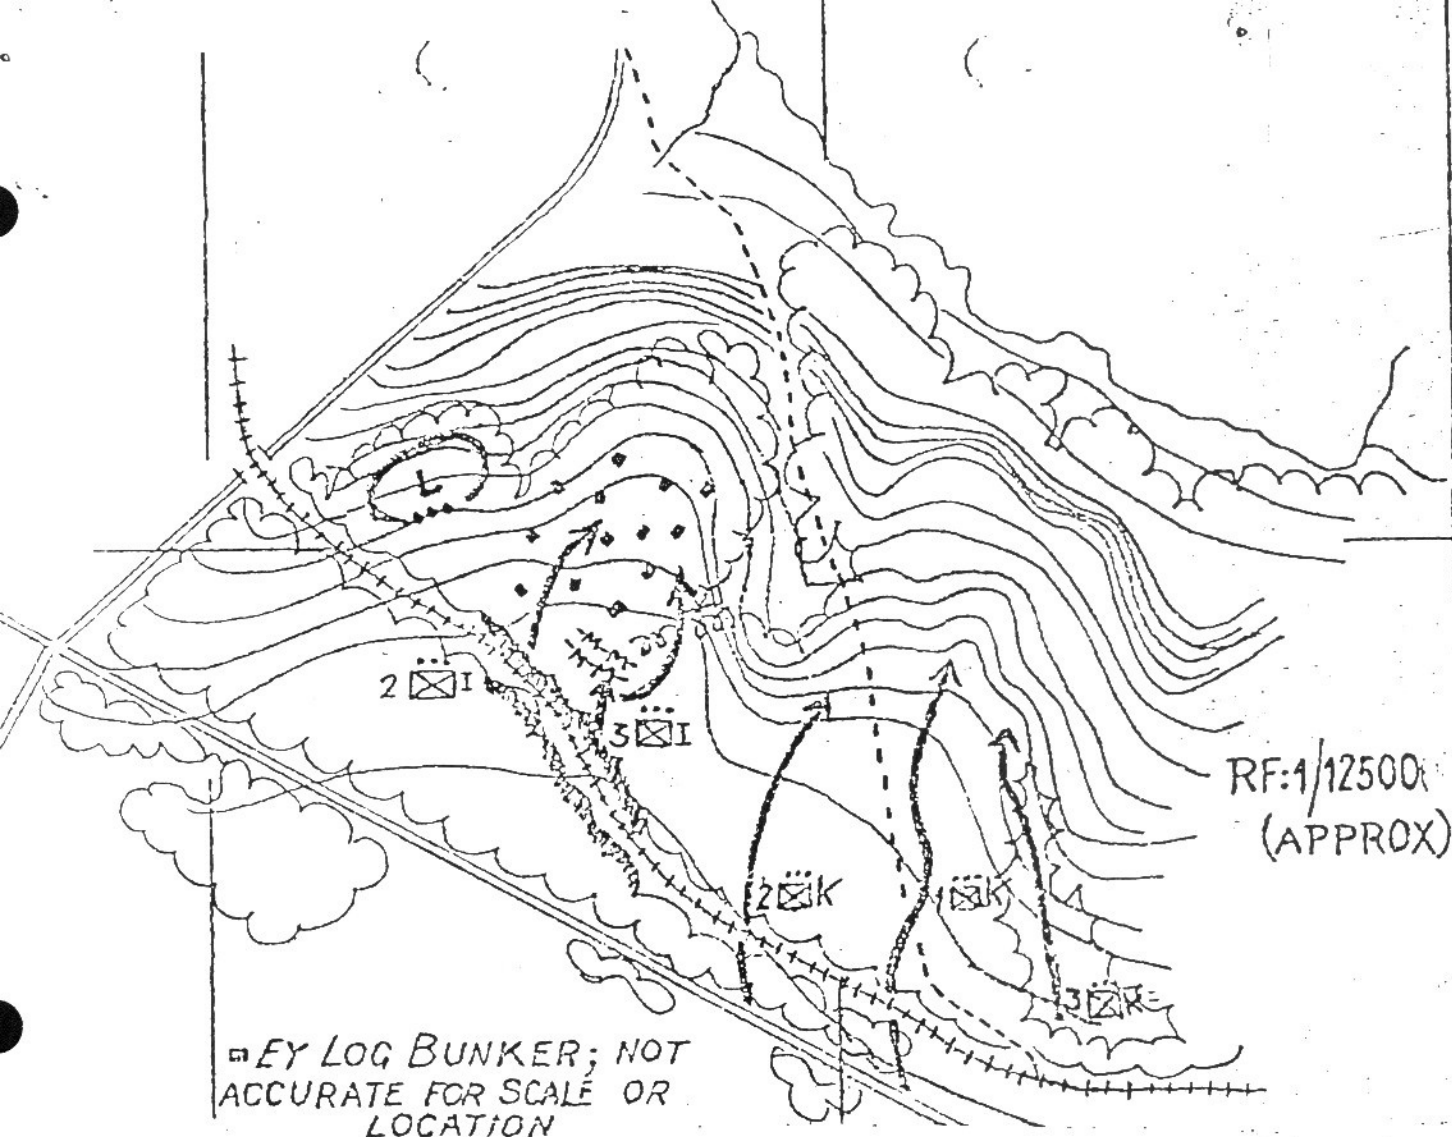 L
2 I
3 I
RF:1/12500
(APPROX)
2 K
1 K
3 K
EY LOG BUNKER; NOT
ACCURATE FOR SCALE OR
LOCATION